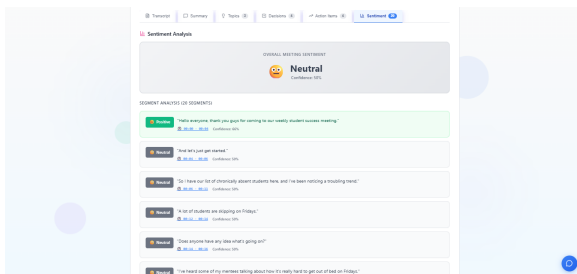 Transcript Summary Topics Decisions Action Items Sentiment
Sentiment Analysis
OVERALL MEETING SENTIMENT
Neutral
Confidence: 50%
SEGMENT ANALYSIS (20 SEGMENTS)
Positive "Hello everyone. thank you guys for coming to our weekly student success meeting."
Confidence:
Neutral "And let's just get started."
Confidence: 50%
Neutral "So I have our list of chronically absent students here, and I've been noticing a troubling trend."
Confidence: 50%
Neutral "A lot of students are skipping on Fridays."
Confidence: 50%
Neutral "Does anyone have any idea what's going on?"
Confidence: 50%
Neutral "I've heard some of my mentees talking about how it's really hard to get out of bed on Fridays."